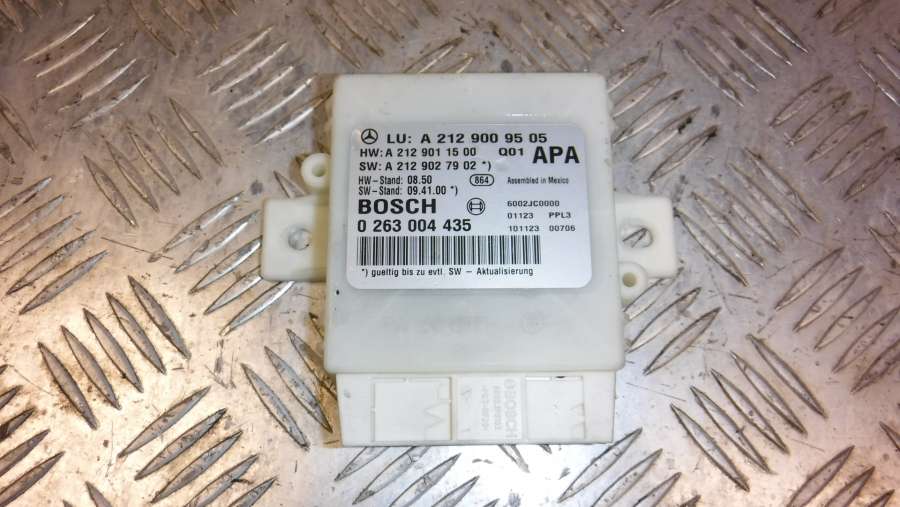 LU: A 212 900 95 05
HW: A 212 901 15 00 Q01 APA
SW: A 212 902 79 02 *)
HW-Stand: 08.50 864 Assembled in Mexico
SW-Stand: 09.41.00 *)
BOSCH 6002JC0000
01123 PPL3
0 263 004 435 101123 00706
*) gueltig bis zu evtl. SW - Aktualisierung
BOSCH